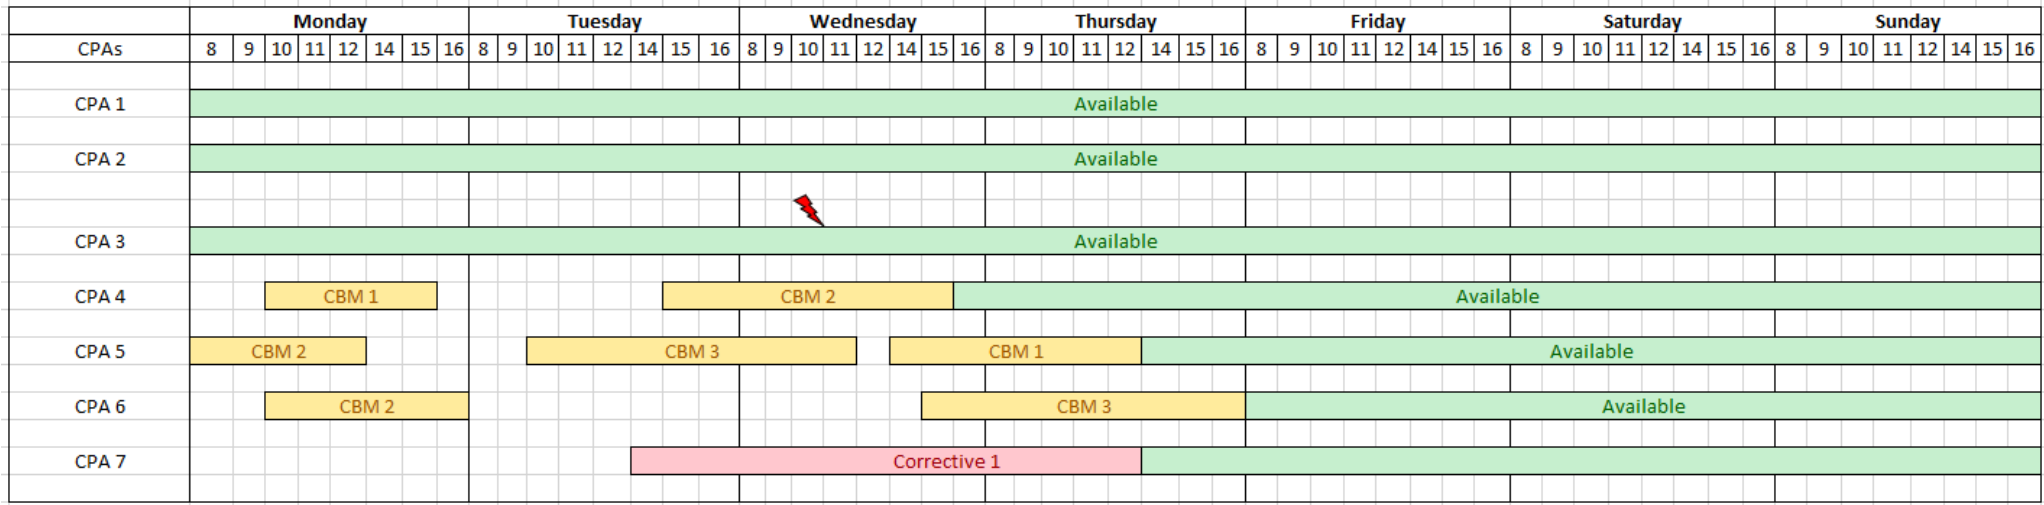 Monday Tuesday Wednesday Thursday Friday Saturday Sunday
CPAs 8 9 10 11 12 14 15 16 8 9 10 11 12 14 15 16 8 9 10 11 12 14 15 16 8 9 10 11 12 14 15 16 8 9 10 11 12 14 15 16 8 9 10 11 12 14 15 16 8 9 10 11 12 14 15 16
CPA 1 Available
CPA 2 Available
CPA 3 Available
CPA 4 CBM 1 CBM 2 Available
CPA 5 CBM 2 CBM 3 CBM 1 Available
CPA 6 CBM 2 CBM 3 Available
CPA 7 Corrective 1